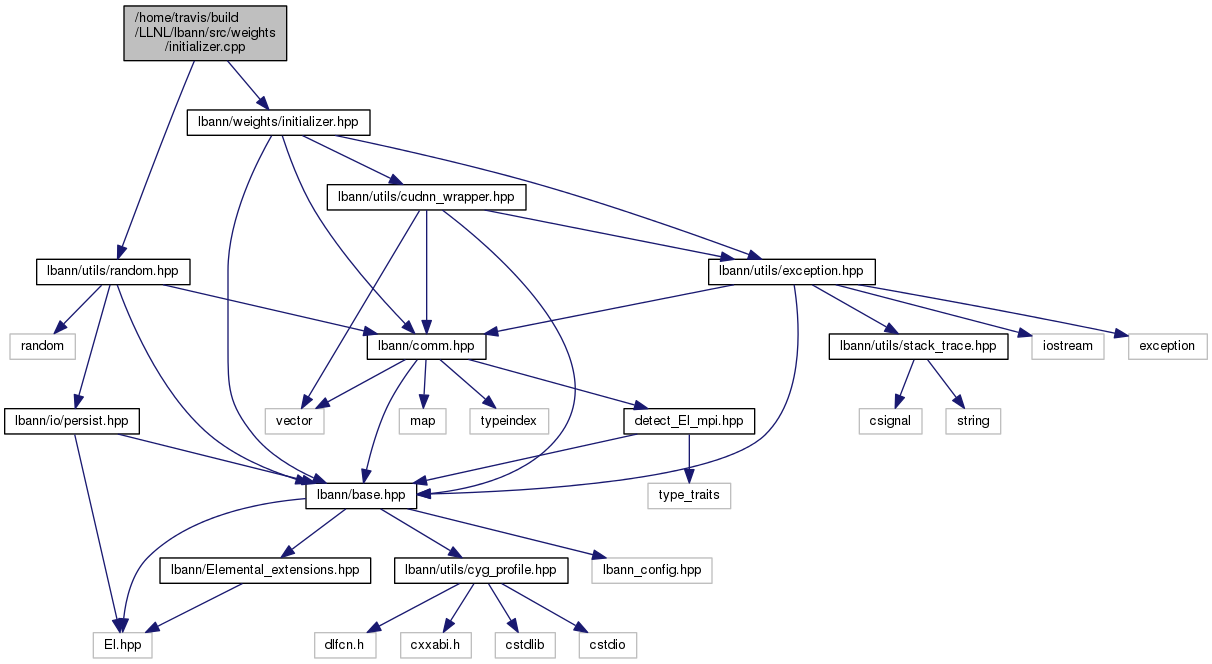 /home/travis/build
/LLNL/lbann/src/weights
/initializer.cpp
lbann/weights/initializer.hpp
lbann/utils/cudnn_wrapper.hpp
lbann/utils/random.hpp
lbann/utils/exception.hpp
random
lbann/comm.hpp
lbann/utils/stack_trace.hpp
iostream
exception
lbann/io/persist.hpp
vector
map
typeindex
detect_El_mpi.hpp
csignal
string
lbann/base.hpp
type_traits
lbann/Elemental_extensions.hpp
lbann/utils/cyg_profile.hpp
lbann_config.hpp
El.hpp
dlfcn.h
cxxabi.h
cstdlib
cstdio